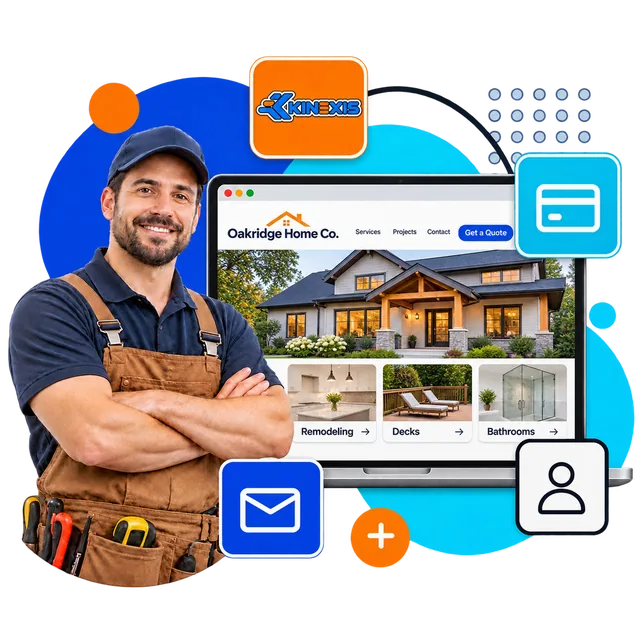 KINEXIS
Oakridge Home Co.
Services
Projects
Contact
Get a Quote
Remodeling →
Decks →
Bathrooms →